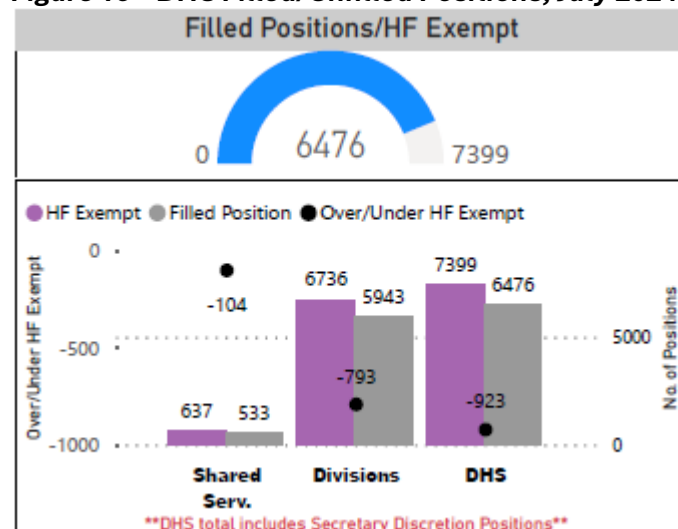 Filled Positions/HF Exempt
0 6476 7399
HF Exempt Filled Position Over/Under HF Exempt
Over/Under HF Exempt
0
-500
-1000
637 533
-104
6736 5943
-793
7399 6476
-923
5000
0
No. of Positions
Shared
Serv.
Divisions
DHS
**DHS total includes Secretary Discretion Positions**